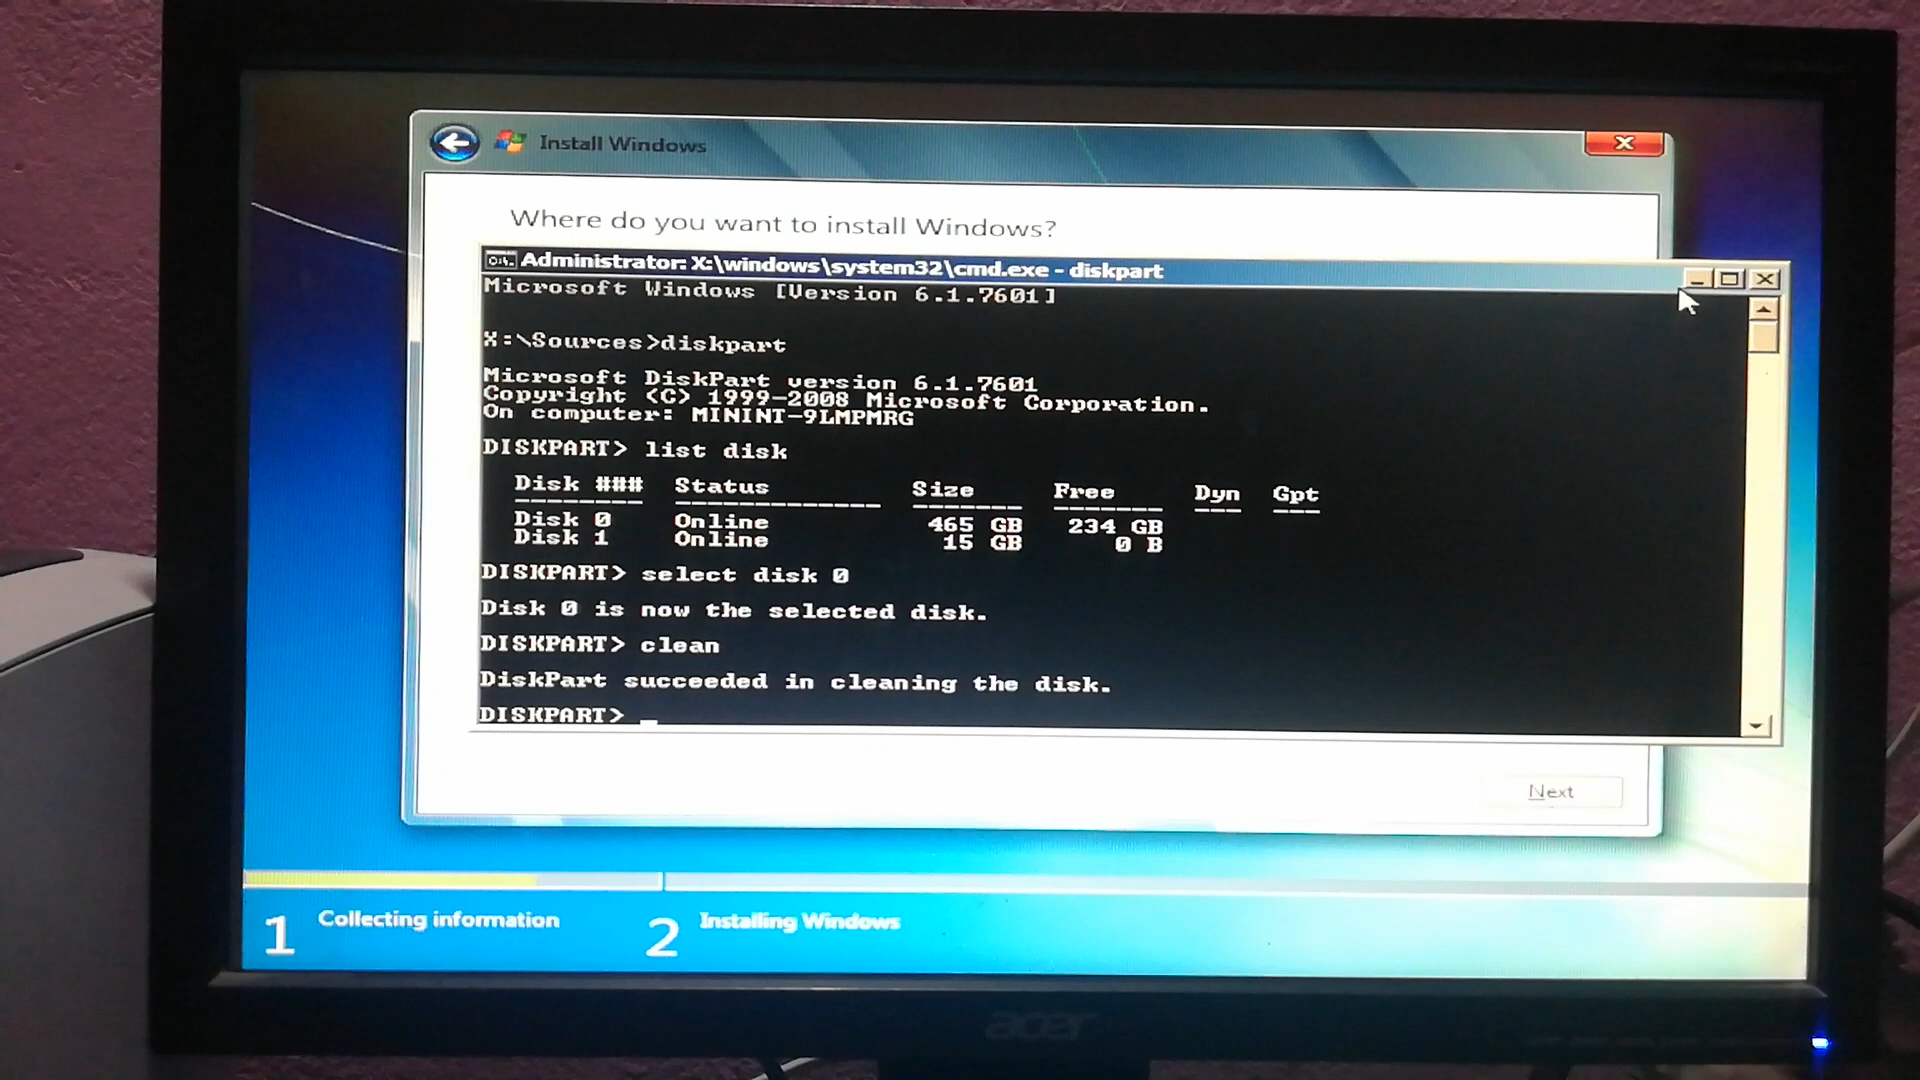 Install Windows
Where do you want to install Windows?
Administrator: X:\windows\system32\cmd.exe - diskpart
Microsoft Windows [Version 6.1.7601]
X:\Sources>diskpart
Microsoft DiskPart version 6.1.7601
Copyright (C) 1999-2008 Microsoft Corporation.
On computer: MININT-9LMPMRG
DISKPART> list disk
Disk ### Status Size Free Dyn Gpt
-------- ------------- ------- ------- --- ---
Disk 0 Online 465 GB 234 GB
Disk 1 Online 15 GB 0 B
DISKPART> select disk 0
Disk 0 is now the selected disk.
DISKPART> clean
DiskPart succeeded in cleaning the disk.
DISKPART> _
Next
1 Collecting information 2 Installing Windows
acer